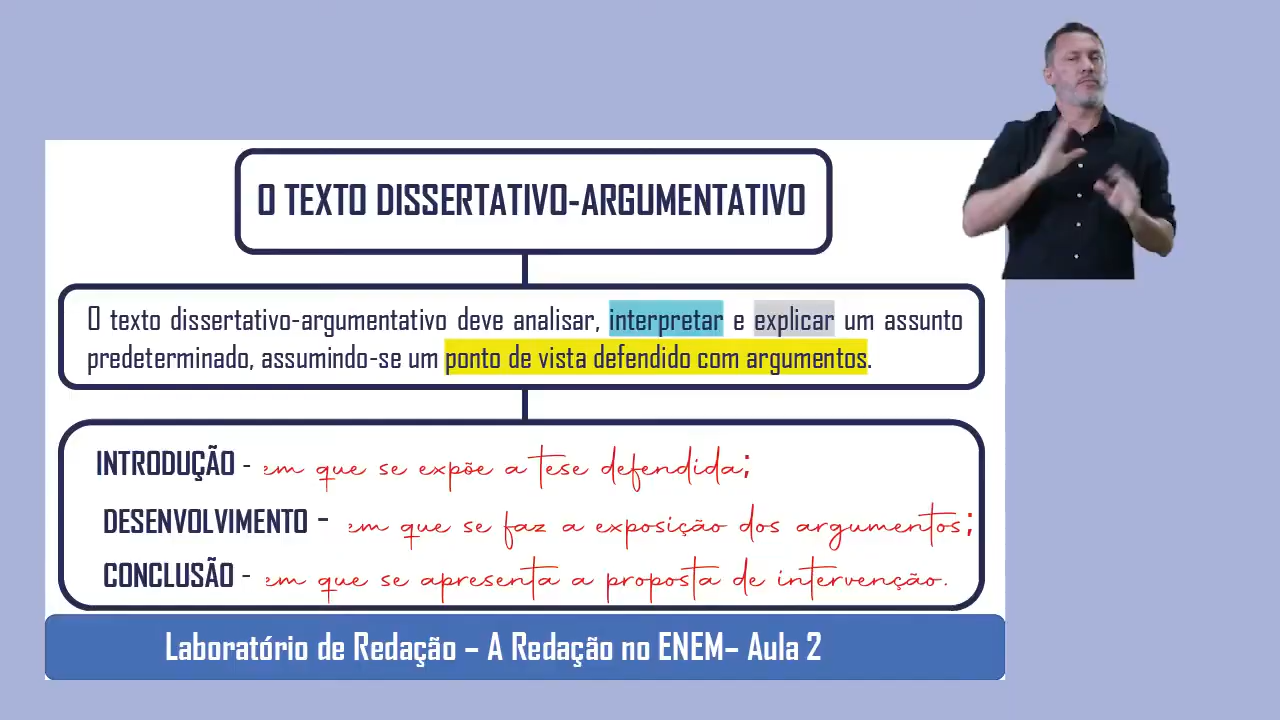 O TEXTO DISSERTATIVO-ARGUMENTATIVO
O texto dissertativo-argumentativo deve analisar, interpretar e explicar um assunto
predeterminado, assumindo-se um ponto de vista defendido com argumentos.
INTRODUÇÃO - em que se expõe a tese defendida;
DESENVOLVIMENTO - em que se faz a exposição dos argumentos;
CONCLUSÃO - em que se apresenta a proposta de intervenção.
Laboratório de Redação – A Redação no ENEM– Aula 2